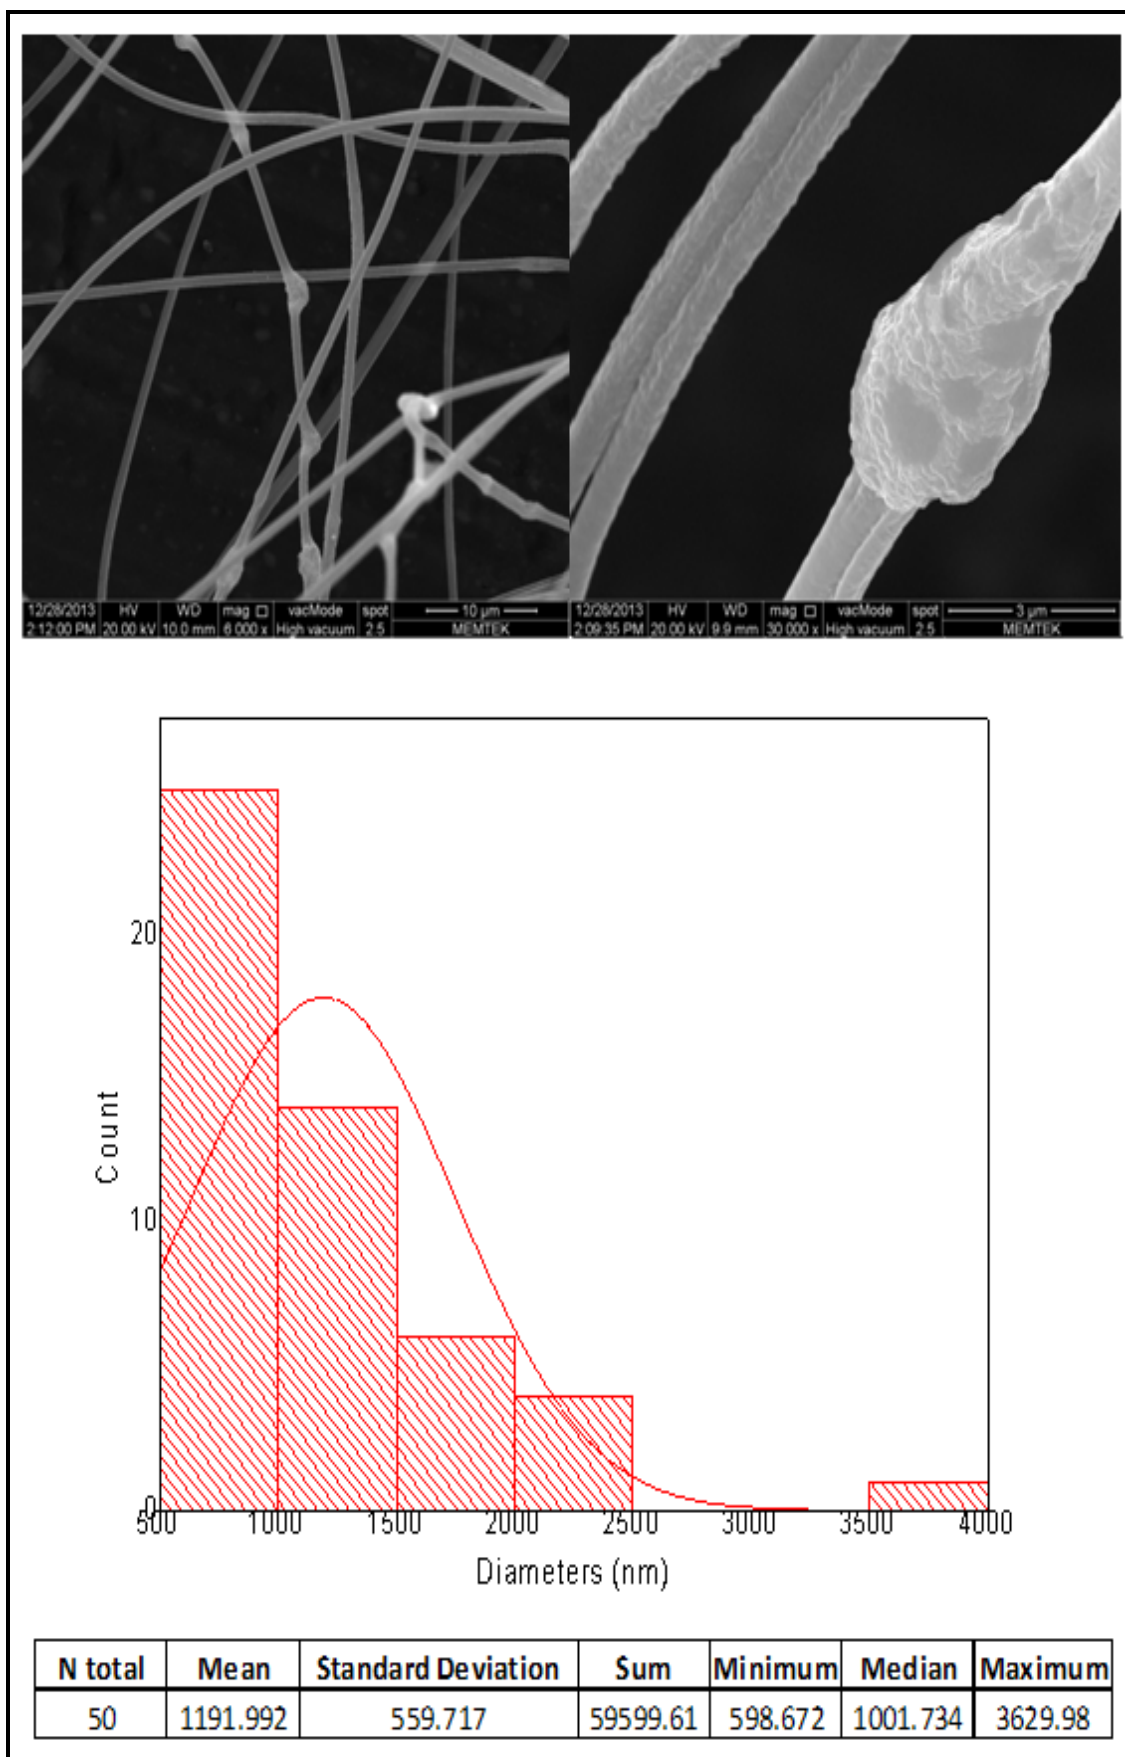 12/28/2013 HV WD mag □ vacMode spot 10 µm
2:12:00 PM 20.00 kV 10.0 mm 6 000 x High vacuum 2.5 MEMTEK
12/28/2013 HV WD mag □ vacMode spot 3 µm
2:09:35 PM 20.00 kV 9.9 mm 30 000 x High vacuum 2.5 MEMTEK
20
10
0
Count
500 1000 1500 2000 2500 3000 3500 4000
Diameters (nm)
N total Mean Standard Deviation Sum Minimum Median Maximum
50 1191.992 559.717 59599.61 598.672 1001.734 3629.98